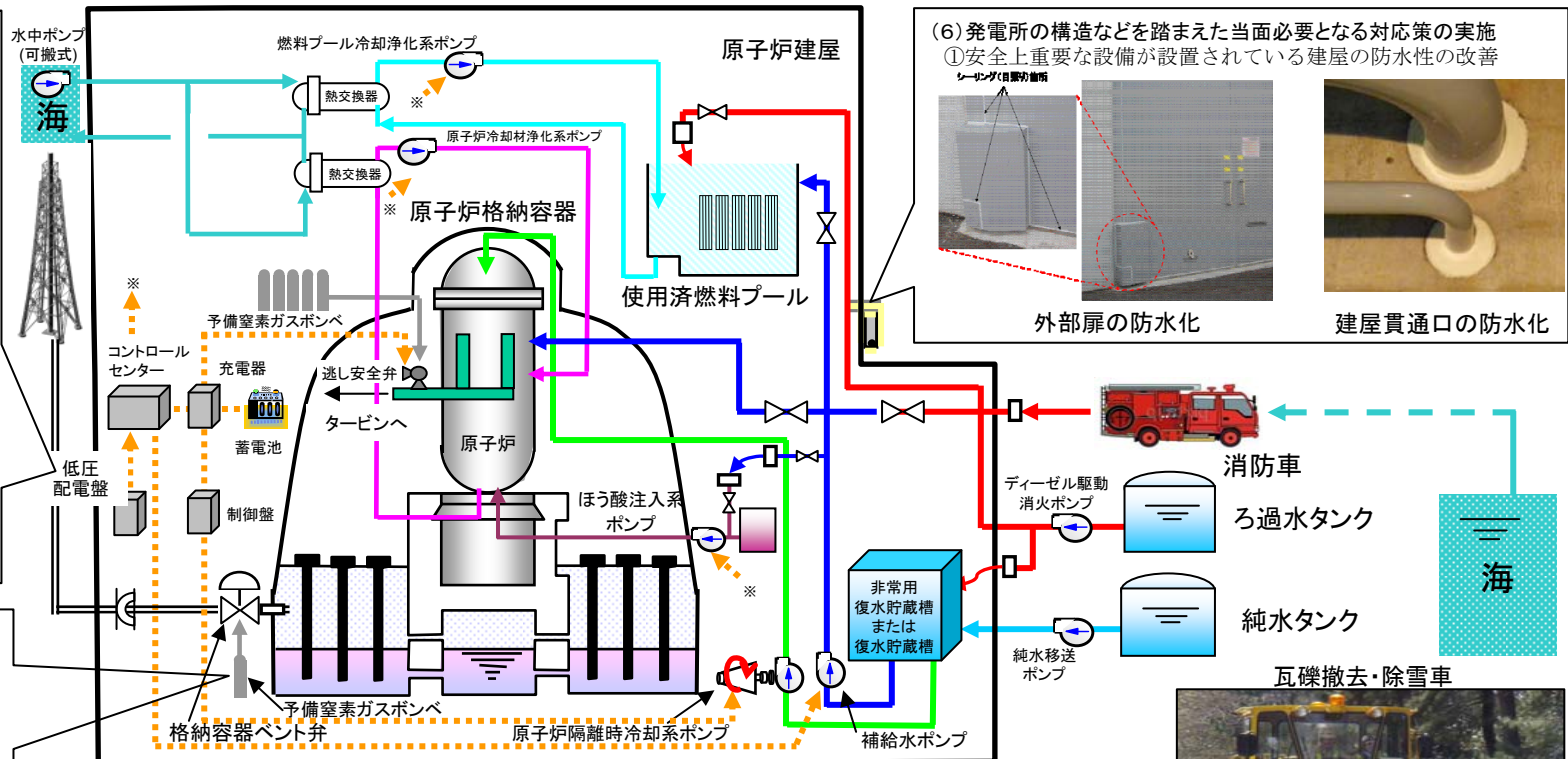 水中ポンプ
(可搬式)
海
燃料プール冷却浄化系ポンプ
原子炉建屋
熱交換器
※
原子炉冷却材浄化系ポンプ
熱交換器
※
原子炉格納容器
使用済燃料プール
予備窒素ガスボンベ
※
コントロール
センター
充電器
逃し安全弁
タービンへ
蓄電池
原子炉
低圧
配電盤
制御盤
ほう酸注入系
ポンプ
※
非常用
復水貯蔵槽
または
復水貯蔵槽
予備窒素ガスボンベ
格納容器ベント弁
原子炉隔離時冷却系ポンプ
補給水ポンプ
(6)発電所の構造などを踏まえた当面必要となる対応策の実施
①安全上重要な設備が設置されている建屋の防水性の改善
シーリング(目張り)箇所
外部扉の防水化
建屋貫通口の防水化
消防車
ディーゼル駆動
消火ポンプ
ろ過水タンク
海
純水タンク
純水移送
ポンプ
瓦礫撤去・除雪車